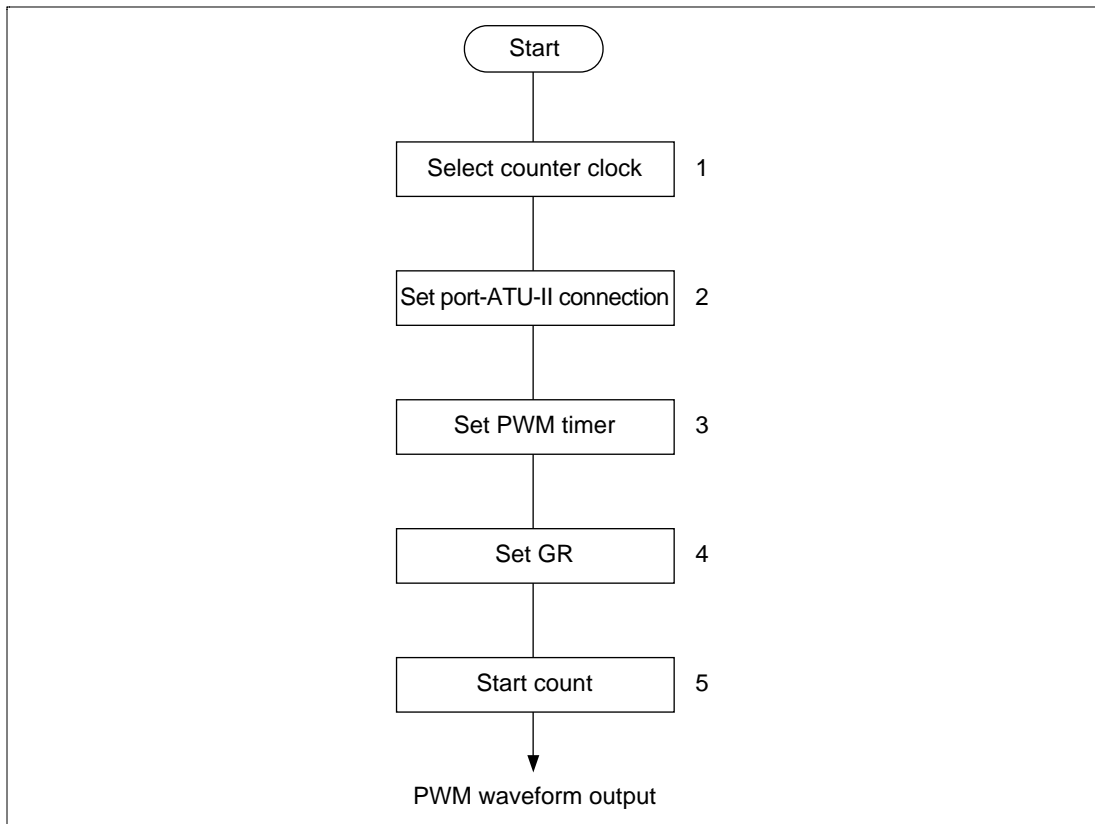 Start
Select counter clock 1
Set port-ATU-II connection 2
Set PWM timer 3
Set GR 4
Start count 5
PWM waveform output